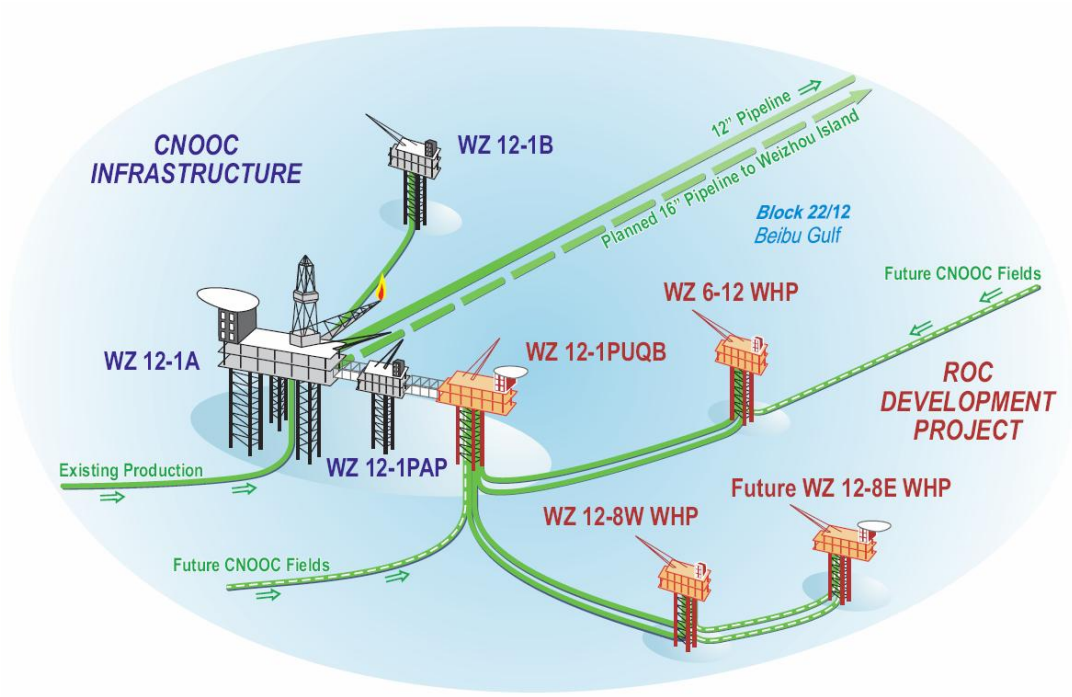 CNOOC
INFRASTRUCTURE
WZ 12-1B
12” Pipeline
Planned 16” Pipeline to Weizhou Island
Block 22/12
Beibu Gulf
Future CNOOC Fields
WZ 6-12 WHP
WZ 12-1A
WZ 12-1PUQB
ROC
DEVELOPMENT
PROJECT
WZ 12-1PAP
Existing Production
Future WZ 12-8E WHP
WZ 12-8W WHP
Future CNOOC Fields